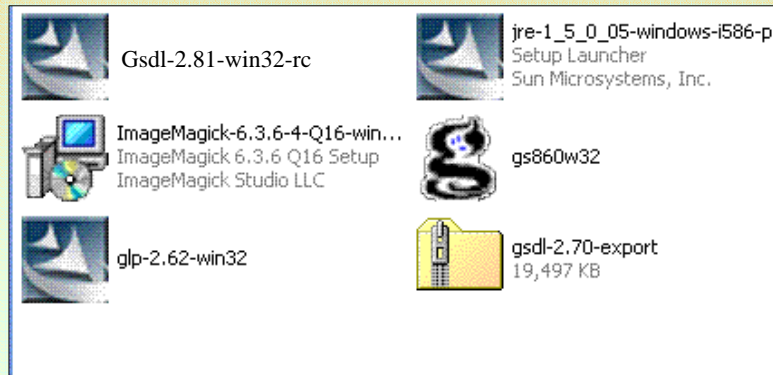 Gsdl-2.81-win32-rc
jre-1_5_0_05-windows-i586-p
Setup Launcher
Sun Microsystems, Inc.
ImageMagick-6.3.6-4-Q16-win...
ImageMagick 6.3.6 Q16 Setup
ImageMagick Studio LLC
gs860w32
glp-2.62-win32
gsdl-2.70-export
19,497 KB